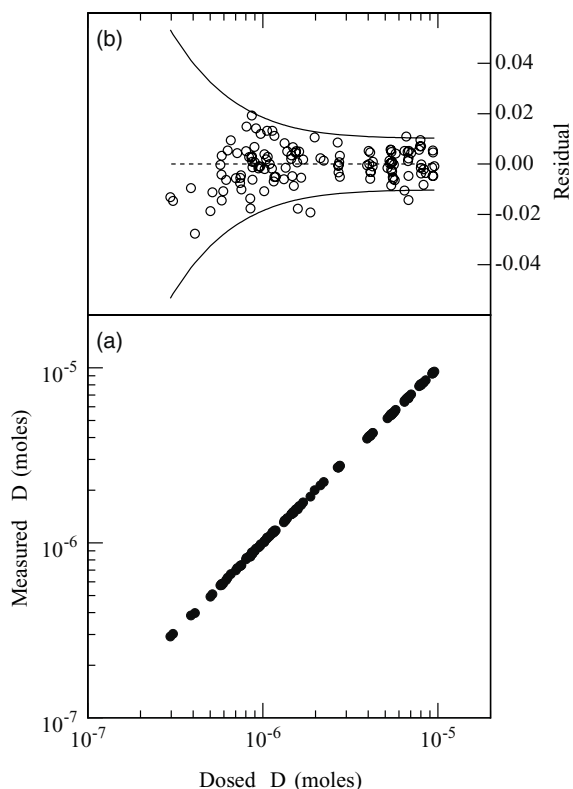 (b)
0.04
0.02
0.00
-0.02
-0.04
Residual
(a)
10-5
10-6
10-7
Measured D (moles)
10-7
10-6
10-5
Dosed D (moles)